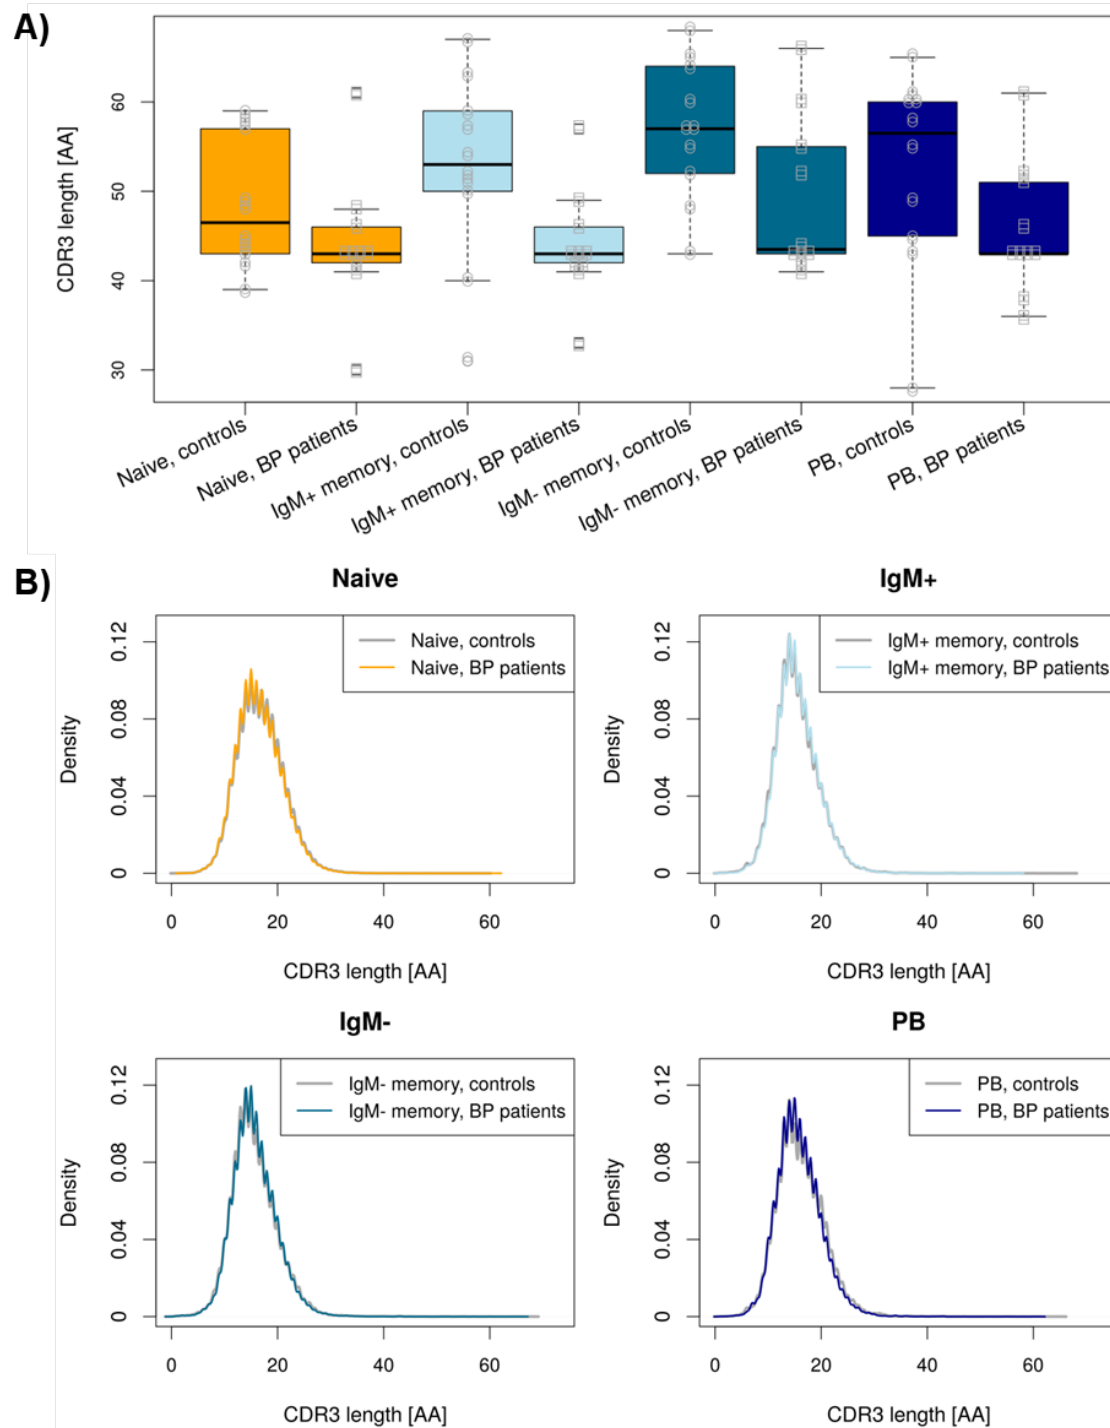 A)
CDR3 length [AA]
60
50
40
30
Naive, controls
Naive, BP patients
IgM+ memory, controls
IgM+ memory, BP patients
IgM- memory, controls
IgM- memory, BP patients
PB, controls
PB, BP patients
B)
Naive
Density
0.12
0.08
0.04
0
Naive, controls
Naive, BP patients
0 20 40 60
CDR3 length [AA]
IgM+
Density
0.12
0.08
0.04
0
IgM+ memory, controls
IgM+ memory, BP patients
0 20 40 60
CDR3 length [AA]
IgM-
Density
0.12
0.08
0.04
0
IgM- memory, controls
IgM- memory, BP patients
0 20 40 60
CDR3 length [AA]
PB
Density
0.12
0.08
0.04
0
PB, controls
PB, BP patients
0 20 40 60
CDR3 length [AA]